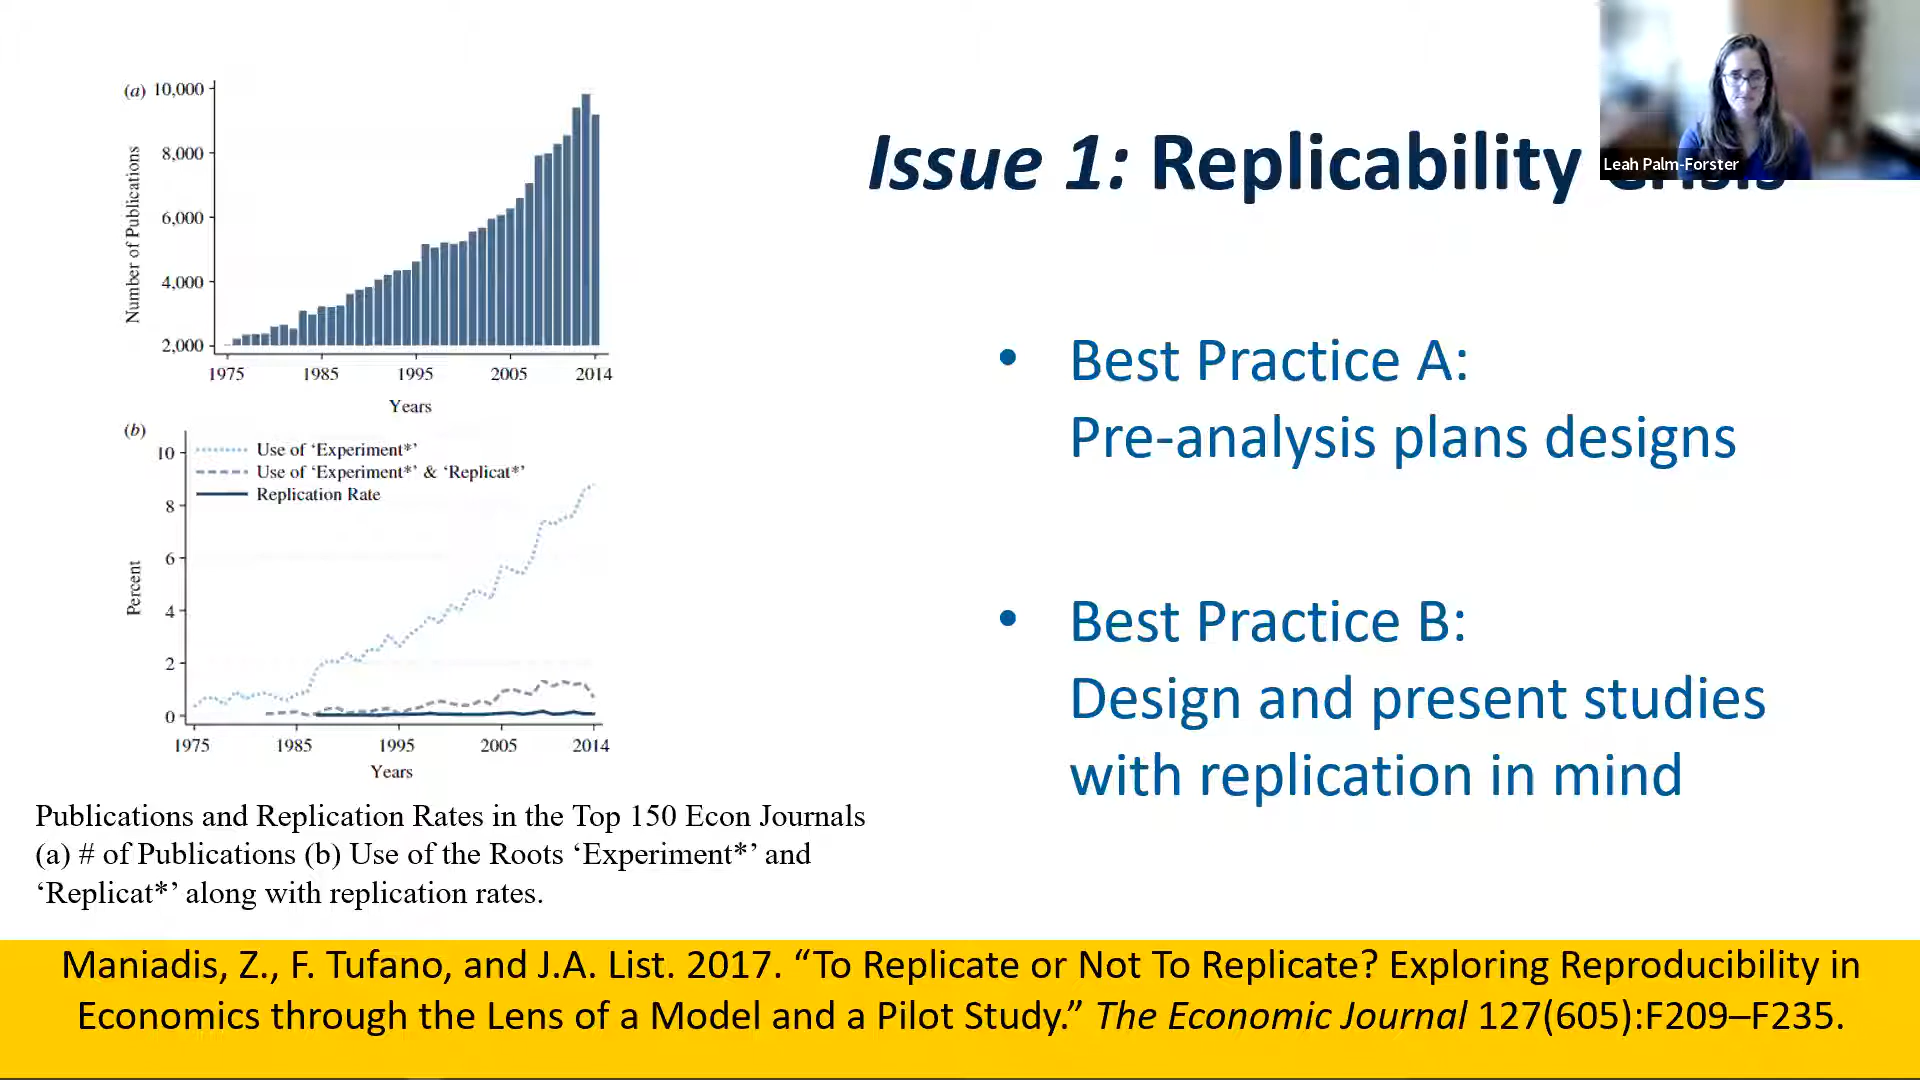 (a) 10,000
8,000
6,000
4,000
2,000
Number of Publications
1975 1985 1995 2005 2014
Years
(b)
10
8
6
4
2
0
Percent
Use of ‘Experiment*’
Use of ‘Experiment*’ & ‘Replicat*’
Replication Rate
1975 1985 1995 2005 2014
Years
Publications and Replication Rates in the Top 150 Econ Journals
(a) # of Publications (b) Use of the Roots ‘Experiment*’ and
‘Replicat*’ along with replication rates.
Issue 1: Replicability
Leah Palm-Forster
• Best Practice A:
Pre-analysis plans designs
• Best Practice B:
Design and present studies
with replication in mind
Maniadis, Z., F. Tufano, and J.A. List. 2017. “To Replicate or Not To Replicate? Exploring Reproducibility in
Economics through the Lens of a Model and a Pilot Study.” The Economic Journal 127(605):F209–F235.